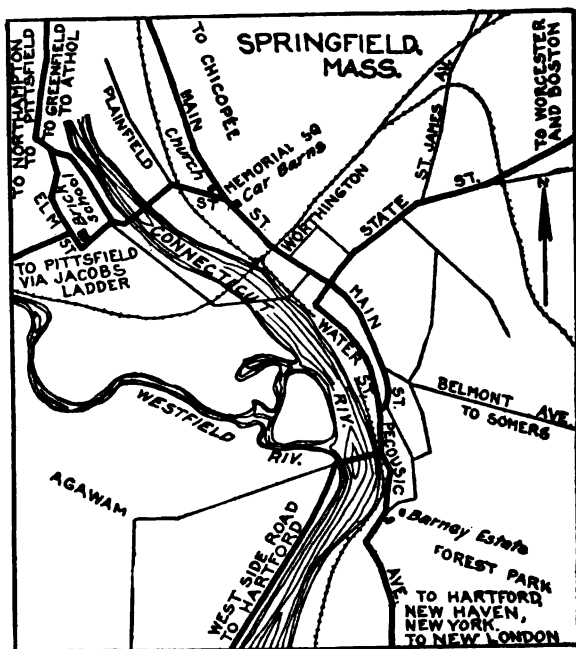 SPRINGFIELD,
MASS.
TO NORTHAMPTON
TO PITTSFIELD
TO GREENFIELD
TO ATHOL
PLAINFIELD
ST.
TO CHICOPEE
MAIN
ST.
Church
MEMORIAL SQ
Car Barns
WORTHINGTON
ST JAMES AV.
STATE
ST.
TO WORCESTER
AND BOSTON
N
ELM
ST
Brick
School
TO PITTSFIELD
VIA JACOBS
LADDER
CONNECTICUT
RIV.
WATER ST.
MAIN
ST.
BELMONT AVE.
TO SOMERS
WESTFIELD
RIV.
AGAWAM
PECOUSIC
AVE.
Barney Estate
FOREST PARK
WEST SIDE ROAD
TO HARTFORD
TO HARTFORD,
NEW HAVEN,
NEW YORK.
TO NEW LONDON